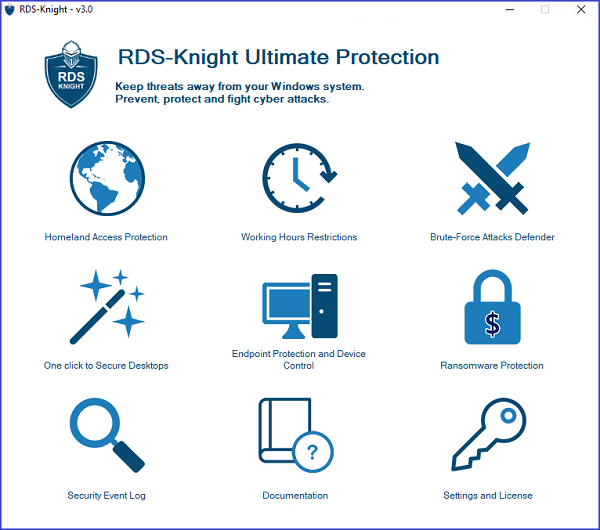 RDS-Knight - v3.0
RDS
KNIGHT
RDS-Knight Ultimate Protection
Keep threats away from your Windows system.
Prevent, protect and fight cyber attacks.
Homeland Access Protection
Working Hours Restrictions
Brute-Force Attacks Defender
One click to Secure Desktops
Endpoint Protection and Device
Control
$
Ransomware Protection
Security Event Log
?
Documentation
Settings and License